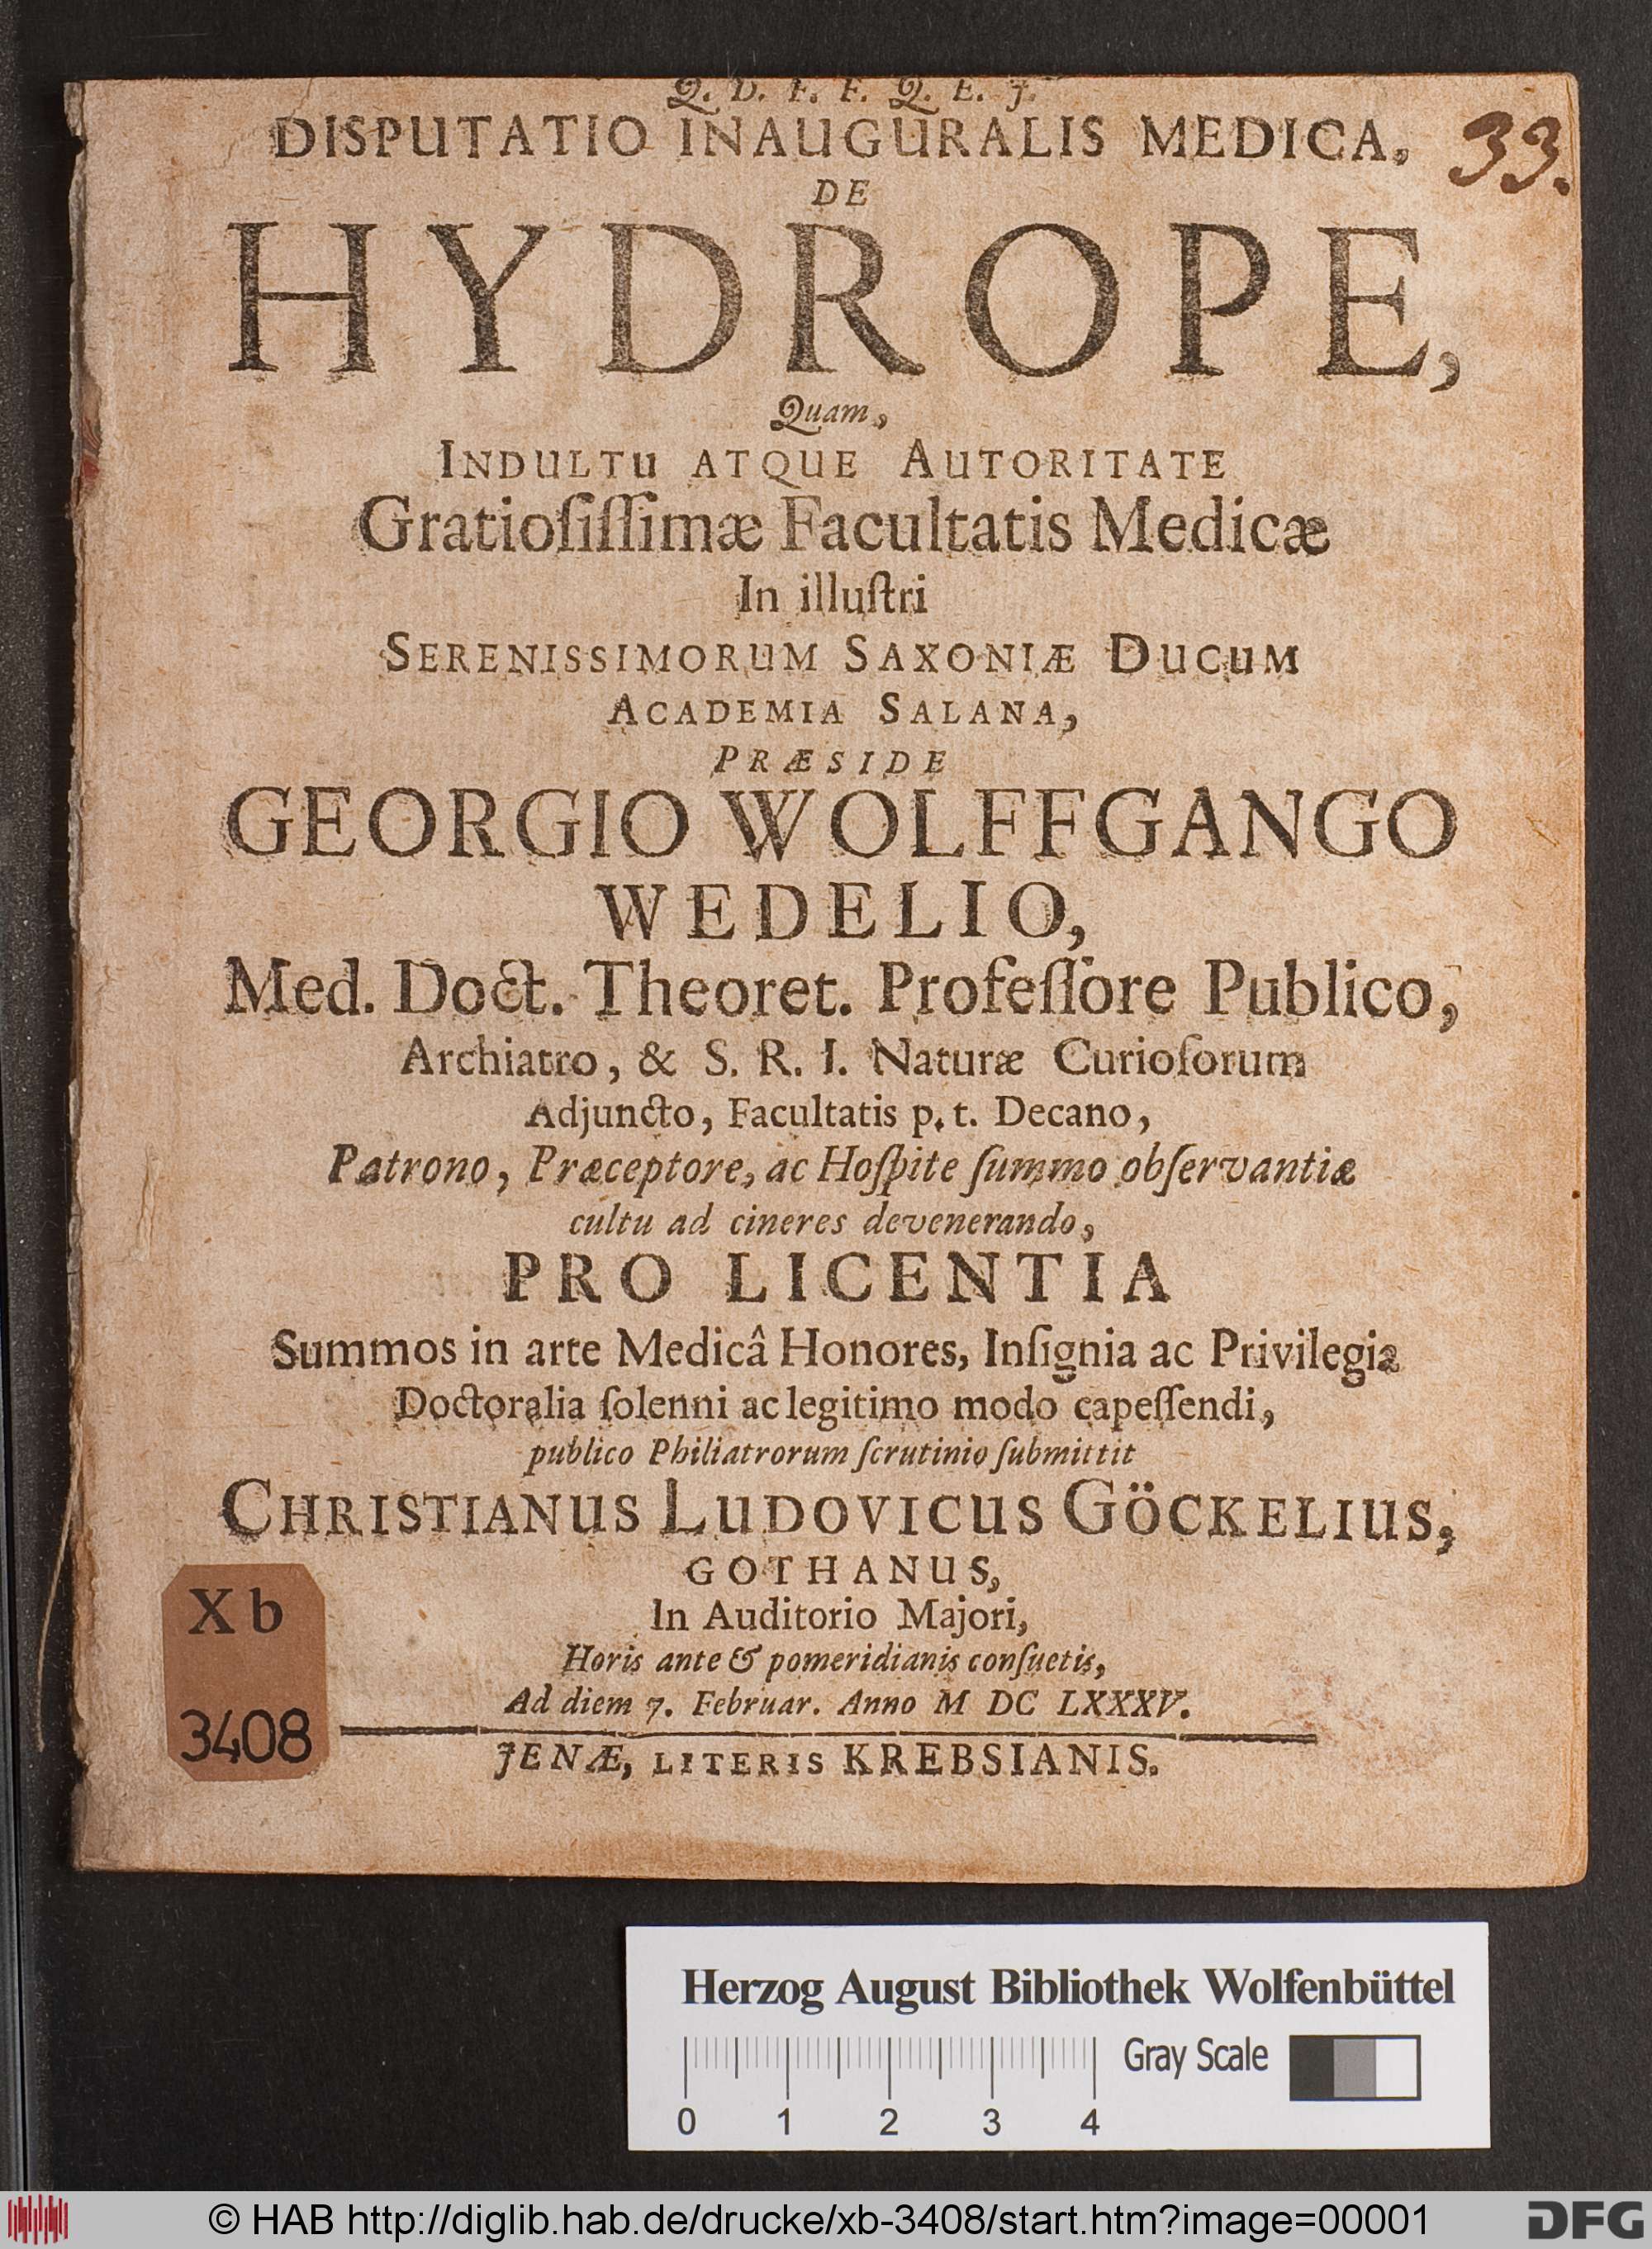 Q. D. F. F. Q. E. J.
DISPUTATIO INAUGURALIS MEDICA,
33.
DE
HYDROPE,
Quam,
INDULTU ATQUE AUTORITATE
Gratioſiſſimæ Facultatis Medicæ
In illuſtri
SERENISSIMORUM SAXONIÆ DUCUM
ACADEMIA SALANA,
PRÆSIDE
GEORGIO WOLFFGANGO
WEDELIO,
Med. Doct. Theoret. Profeſſore Publico,
Archiatro, & S. R. I. Naturæ Curioſorum
Adjuncto, Facultatis p. t. Decano,
Patrono, Præceptore, ac Hoſpite ſummo obſervantiæ
cultu ad cineres devenerando,
PRO LICENTIA
Summos in arte Medicâ Honores, Inſignia ac Privilegia
Doctoralia ſolenni ac legitimo modo capeſſendi,
publico Philiatrorum ſcrutinio ſubmittit
CHRISTIANUS LUDOVICUS GÖCKELIUS,
GOTHANUS,
In Auditorio Majori,
Horis ante & pomeridianis conſuetis,
Ad diem 7. Februar. Anno M DC LXXXV.
JENÆ, LITERIS KREBSIANIS.
Xb
3408
Herzog August Bibliothek Wolfenbüttel
Gray Scale
0 1 2 3 4
© HAB http://diglib.hab.de/drucke/xb-3408/start.htm?image=00001
DFG